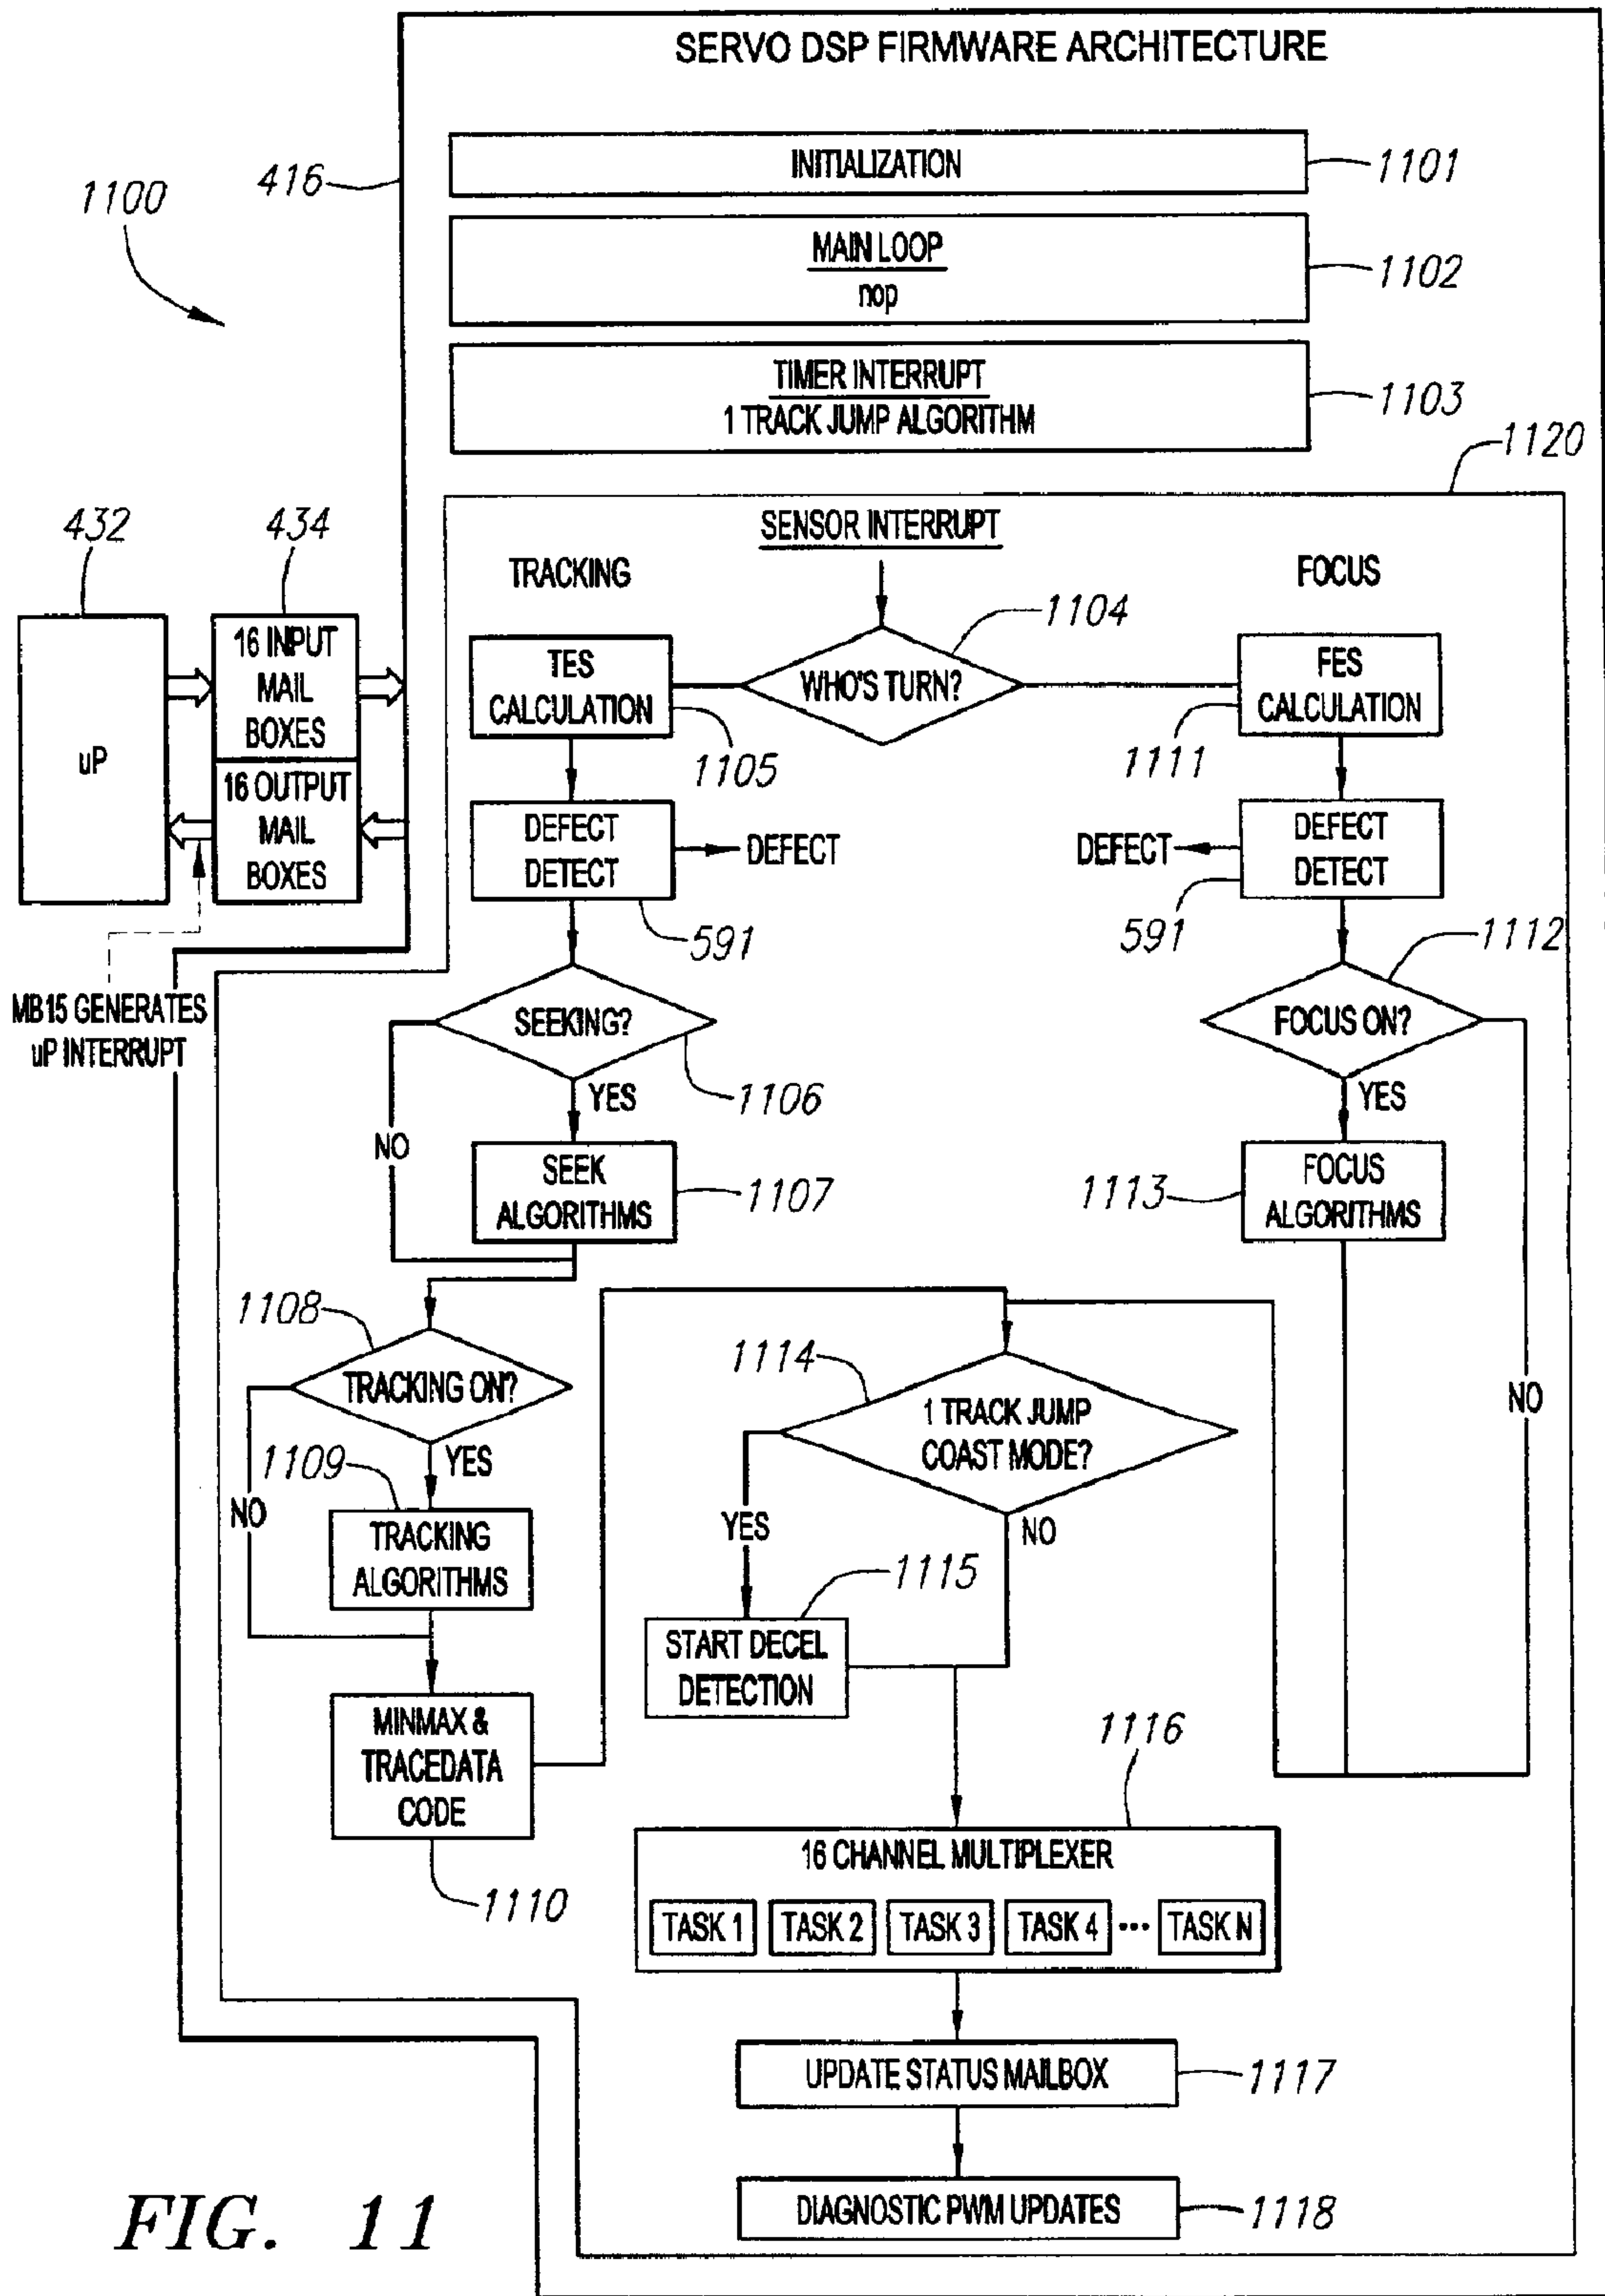 SERVO DSP FIRMWARE ARCHITECTURE
1100
416
INITIALIZATION
1101
MAIN LOOP
nop
1102
TIMER INTERRUPT
1 TRACK JUMP ALGORITHM
1103
1120
432
434
uP
16 INPUT
MAIL
BOXES
16 OUTPUT
MAIL
BOXES
MB15 GENERATES
uP INTERRUPT
SENSOR INTERRUPT
TRACKING
FOCUS
WHO'S TURN?
1104
TES
CALCULATION
1105
FES
CALCULATION
1111
DEFECT
DETECT
DEFECT
591
DEFECT
DEFECT
DETECT
591
SEEKING?
1106
YES
NO
SEEK
ALGORITHMS
1107
FOCUS ON?
1112
YES
NO
FOCUS
ALGORITHMS
1113
1108
TRACKING ON?
YES
NO
1109
TRACKING
ALGORITHMS
MINMAX &
TRACEDATA
CODE
1110
1114
1 TRACK JUMP
COAST MODE?
YES
NO
START DECEL
DETECTION
1115
1116
16 CHANNEL MULTIPLEXER
TASK 1 TASK 2 TASK 3 TASK 4 ••• TASK N
UPDATE STATUS MAILBOX
1117
DIAGNOSTIC PWM UPDATES
1118
FIG. 11